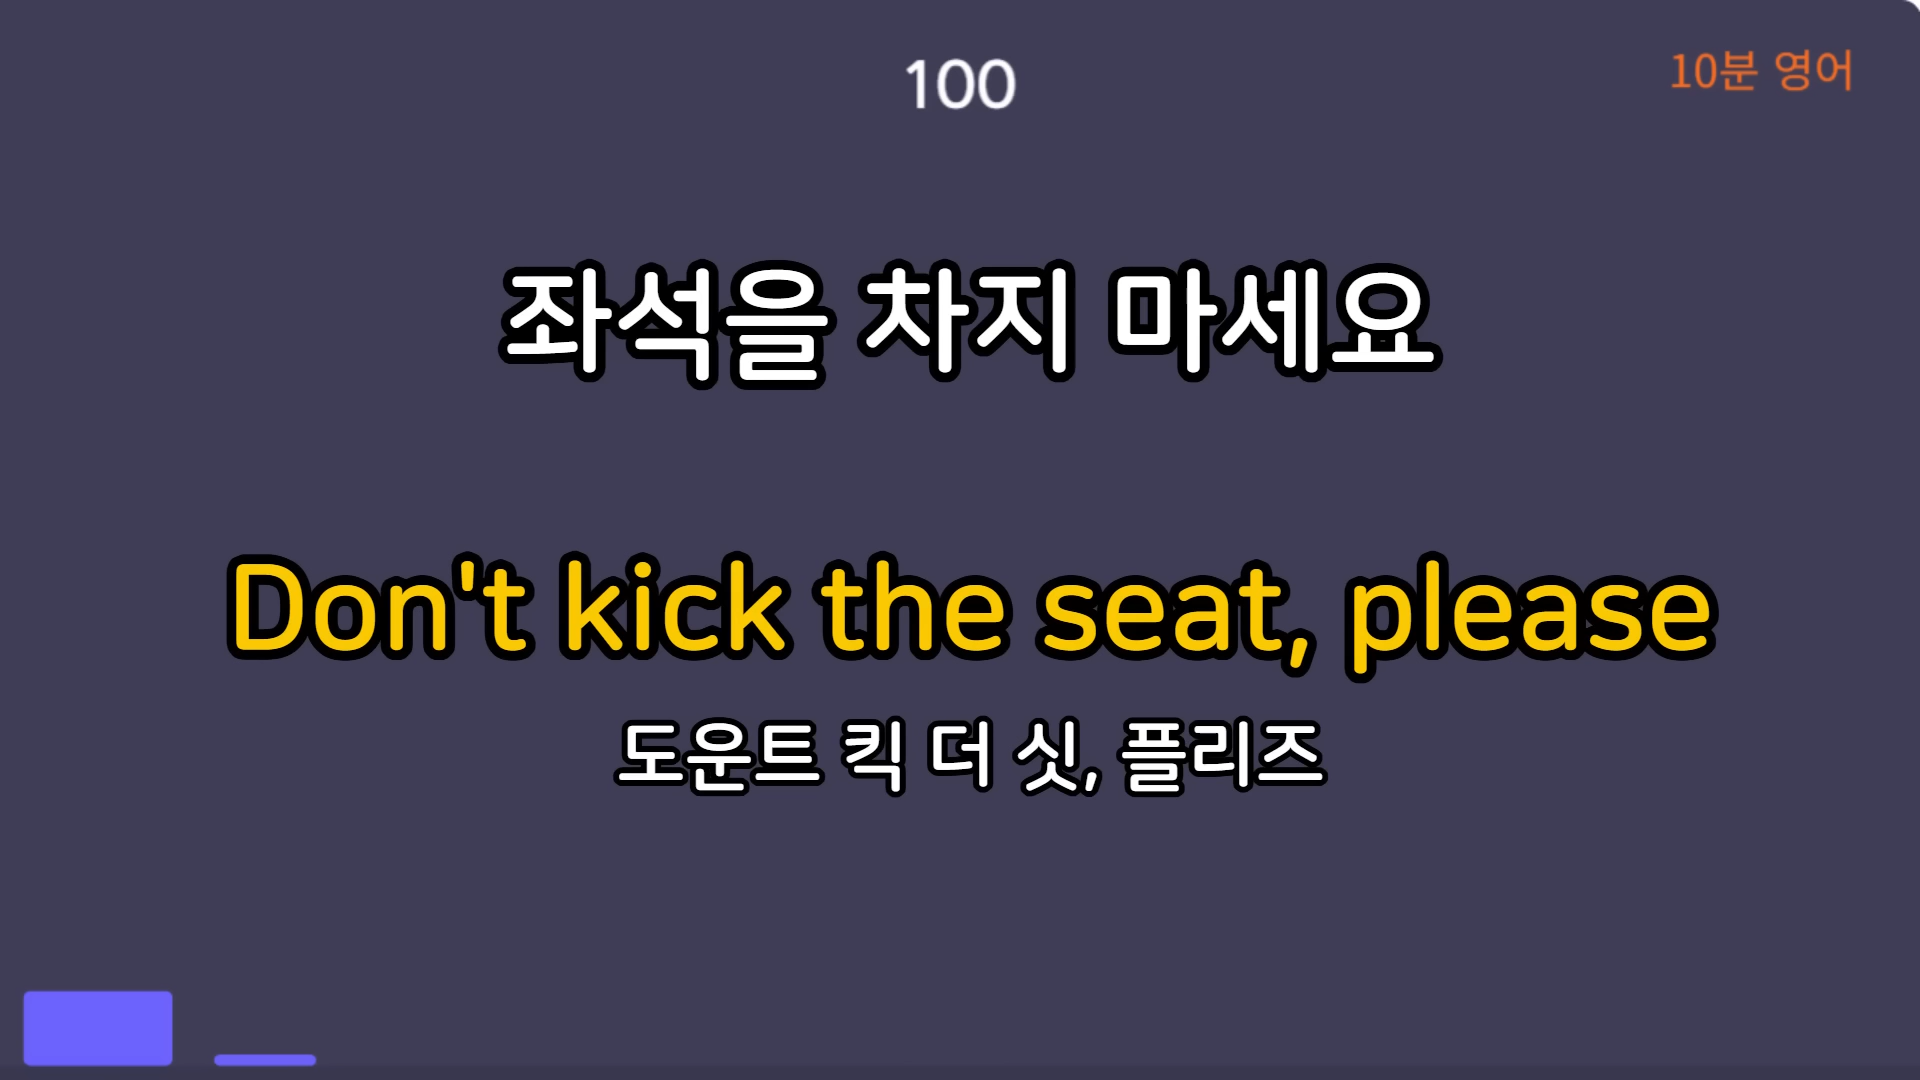 100
10분 영어
좌석을 차지 마세요
Don't kick the seat, please
도운트 킥 더 싯, 플리즈